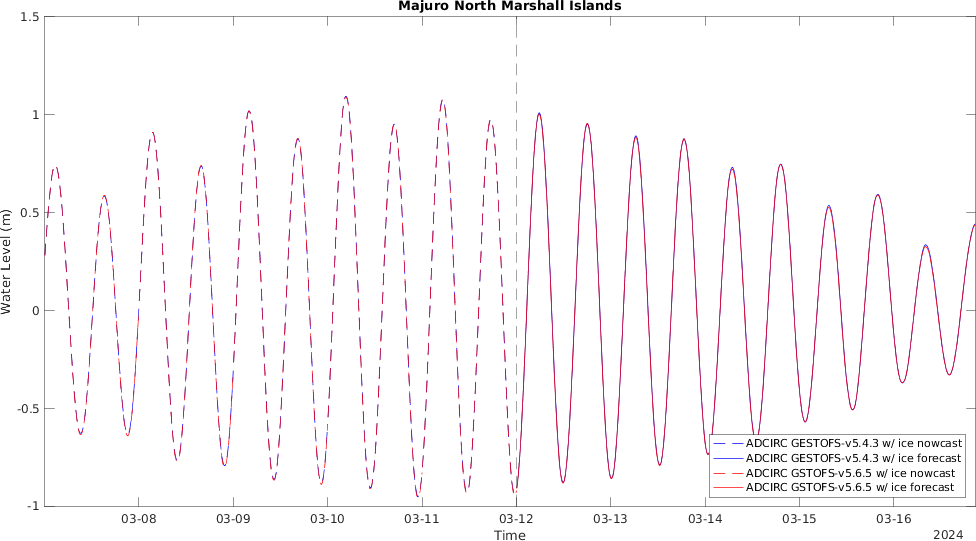 Majuro North Marshall Islands
1.5
1
0.5
0
-0.5
-1
Water Level (m)
ADCIRC GESTOFS-v5.4.3 w/ ice nowcast
ADCIRC GESTOFS-v5.4.3 w/ ice forecast
ADCIRC GSTOFS-v5.6.5 w/ ice nowcast
ADCIRC GSTOFS-v5.6.5 w/ ice forecast
03-08 03-09 03-10 03-11 03-12 03-13 03-14 03-15 03-16
Time
2024